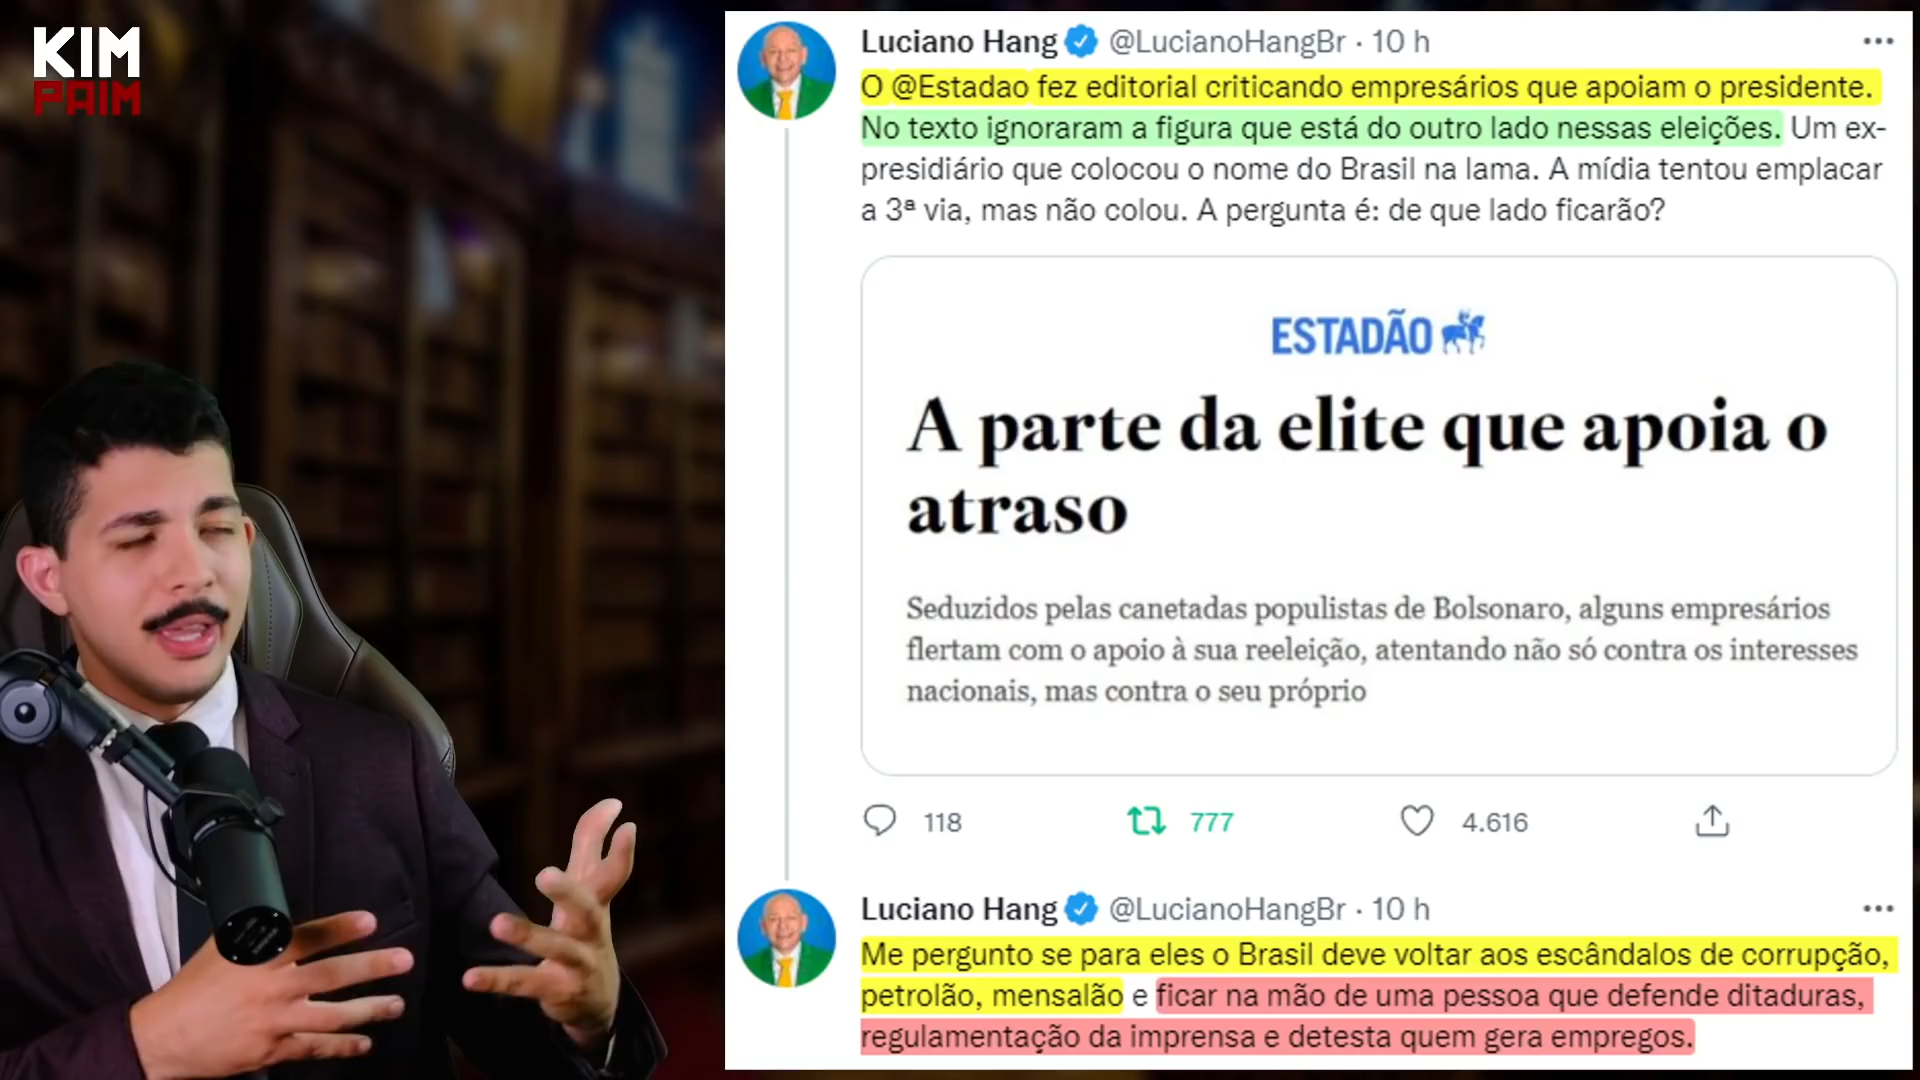 KIM
PAIM
Luciano Hang @LucianoHangBr · 10 h
O @Estadao fez editorial criticando empresários que apoiam o presidente.
No texto ignoraram a figura que está do outro lado nessas eleições. Um ex-
presidiário que colocou o nome do Brasil na lama. A mídia tentou emplacar
a 3ª via, mas não colou. A pergunta é: de que lado ficarão?
ESTADÃO
A parte da elite que apoia o
atraso
Seduzidos pelas canetadas populistas de Bolsonaro, alguns empresários
flertam com o apoio à sua reeleição, atentando não só contra os interesses
nacionais, mas contra o seu próprio
118 777 4.616
Luciano Hang @LucianoHangBr · 10 h
Me pergunto se para eles o Brasil deve voltar aos escândalos de corrupção,
petrolão, mensalão e ficar na mão de uma pessoa que defende ditaduras,
regulamentação da imprensa e detesta quem gera empregos.